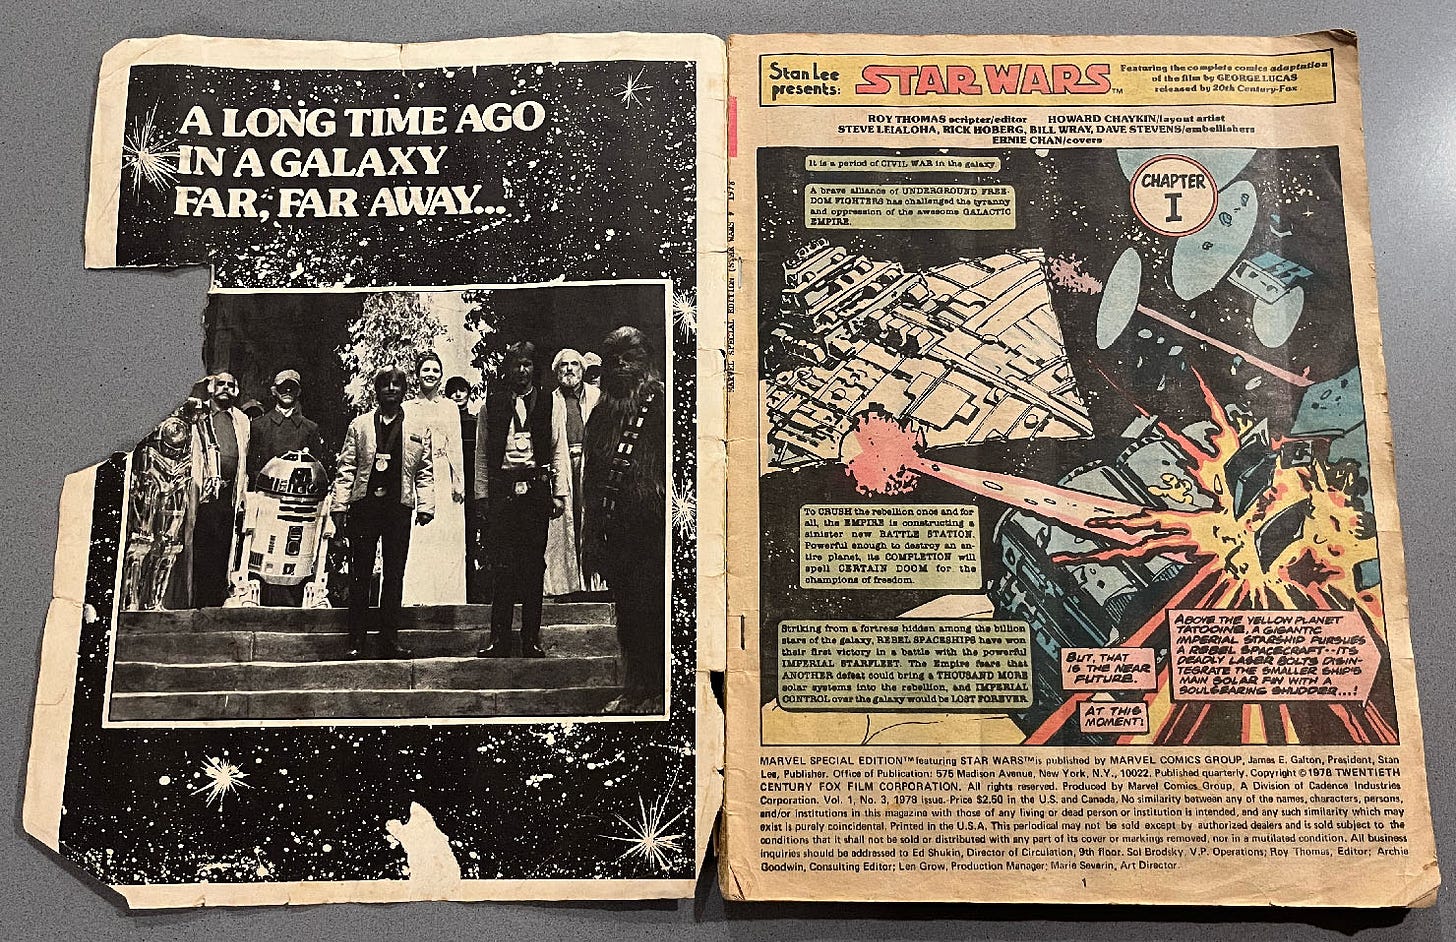 A LONG TIME AGO
IN A GALAXY
FAR, FAR AWAY...
MARVEL SPECIAL EDITION (STAR WARS) 1978
Stan Lee
presents:
STAR WARS™
Featuring the complete comics adaptation
of the film by GEORGE LUCAS
released by 20th Century-Fox
ROY THOMAS scripter/editor HOWARD CHAYKIN/layout artist
STEVE LEIALOHA, RICK HOBERG, BILL WRAY, DAVE STEVENS/embellishers
ERNIE CHAN/covers
It is a period of CIVIL WAR in the galaxy.
A brave alliance of UNDERGROUND FREE-
DOM FIGHTERS has challenged the tyranny
and oppression of the awesome GALACTIC
EMPIRE.
CHAPTER
I
To CRUSH the rebellion once and for
all, the EMPIRE is constructing a
sinister new BATTLE STATION.
Powerful enough to destroy an en-
tire planet, its COMPLETION will
spell CERTAIN DOOM for the
champions of freedom.
Striking from a fortress hidden among the billion
stars of the galaxy, REBEL SPACESHIPS have won
their first victory in a battle with the powerful
IMPERIAL STARFLEET. The Empire fears that
ANOTHER defeat could bring a THOUSAND MORE
solar systems into the rebellion, and IMPERIAL
CONTROL over the galaxy would be LOST FOREVER.
BUT, THAT
IS THE NEAR
FUTURE.
AT THIS
MOMENT:
ABOVE THE YELLOW PLANET
TATOOINE, A GIGANTIC
IMPERIAL STARSHIP PURSUES
A REBEL SPACECRAFT--ITS
DEADLY LASER BOLTS DISIN-
TEGRATE THE SMALLER SHIP'S
MAIN SOLAR FIN WITH A
SOUL-SEARING SHUDDER...!
MARVEL SPECIAL EDITION™ featuring STAR WARS™ is published by MARVEL COMICS GROUP, James E. Galton, President, Stan
Lee, Publisher. Office of Publication: 575 Madison Avenue, New York, N.Y., 10022. Published quarterly. Copyright © 1978 TWENTIETH
CENTURY FOX FILM CORPORATION. All rights reserved. Produced by Marvel Comics Group, A Division of Cadence Industries
Corporation. Vol. 1, No. 3, 1978 issue. Price $2.50 in the U.S. and Canada. No similarity between any of the names, characters, persons,
and/or institutions in this magazine with those of any living or dead person or institution is intended, and any such similarity which may
exist is purely coincidental. Printed in the U.S.A. This periodical may not be sold except by authorized dealers and is sold subject to the
conditions that it shall not be sold or distributed with any part of its cover or markings removed, nor in a mutilated condition. All business
inquiries should be addressed to Ed Shukin, Director of Circulation, 9th floor. Sol Brodsky, V.P. Operations; Roy Thomas, Editor; Archie
Goodwin, Consulting Editor; Len Grow, Production Manager; Marie Severin, Art Director.
1